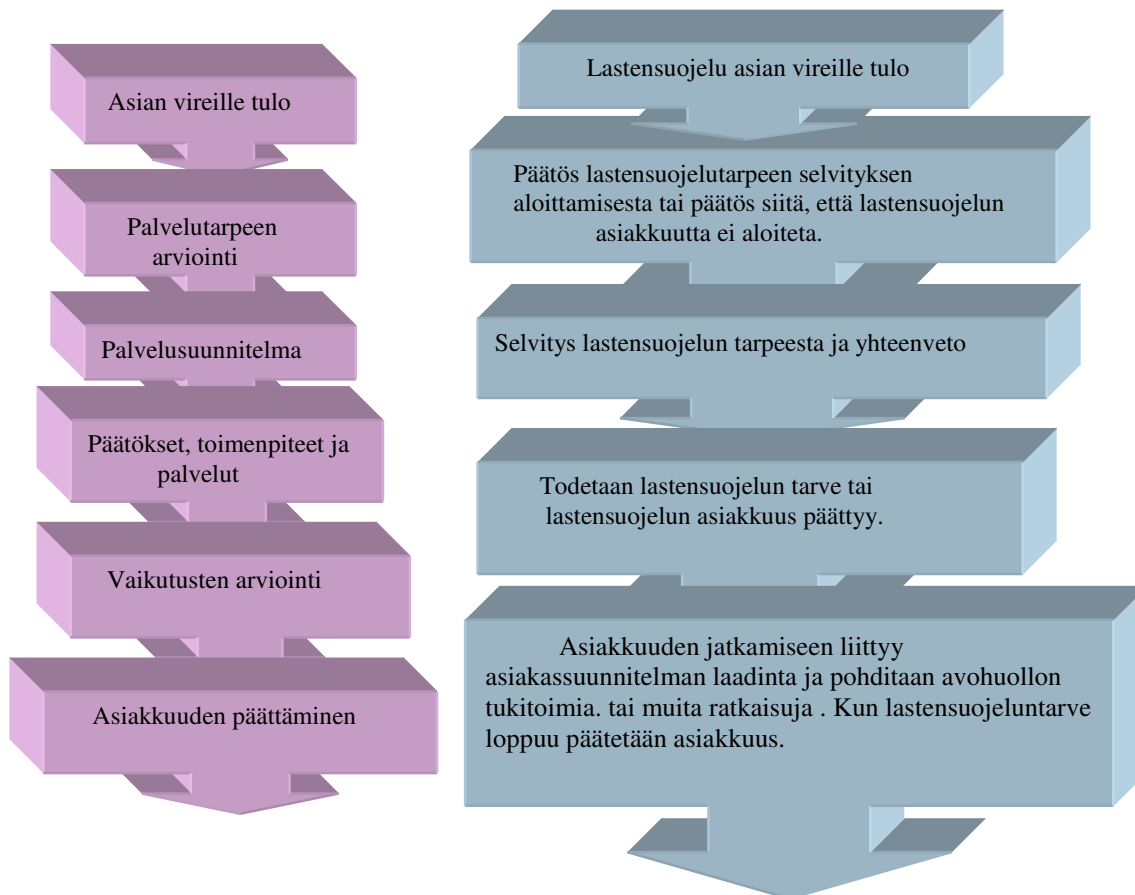 Asian vireille tulo
Palvelutarpeen
arviointi
Palvelusuunnitelma
Päätökset, toimenpiteet ja
palvelut
Vaikutusten arviointi
Asiakkuuden päättäminen
Lastensuojelu asian vireille tulo
Päätös lastensuojelutarpeen selvityksen
aloittamisesta tai päätös siitä, että lastensuojelun
asiakkuutta ei aloiteta.
Selvitys lastensuojelun tarpeesta ja yhteenveto
Todetaan lastensuojelun tarve tai
lastensuojelun asiakkuus päättyy.
Asiakkuuden jatkamiseen liittyy
asiakassuunnitelman laadinta ja pohditaan avohuollon
tukitoimia. tai muita ratkaisuja . Kun lastensuojeluntarve
loppuu päätetään asiakkuus.